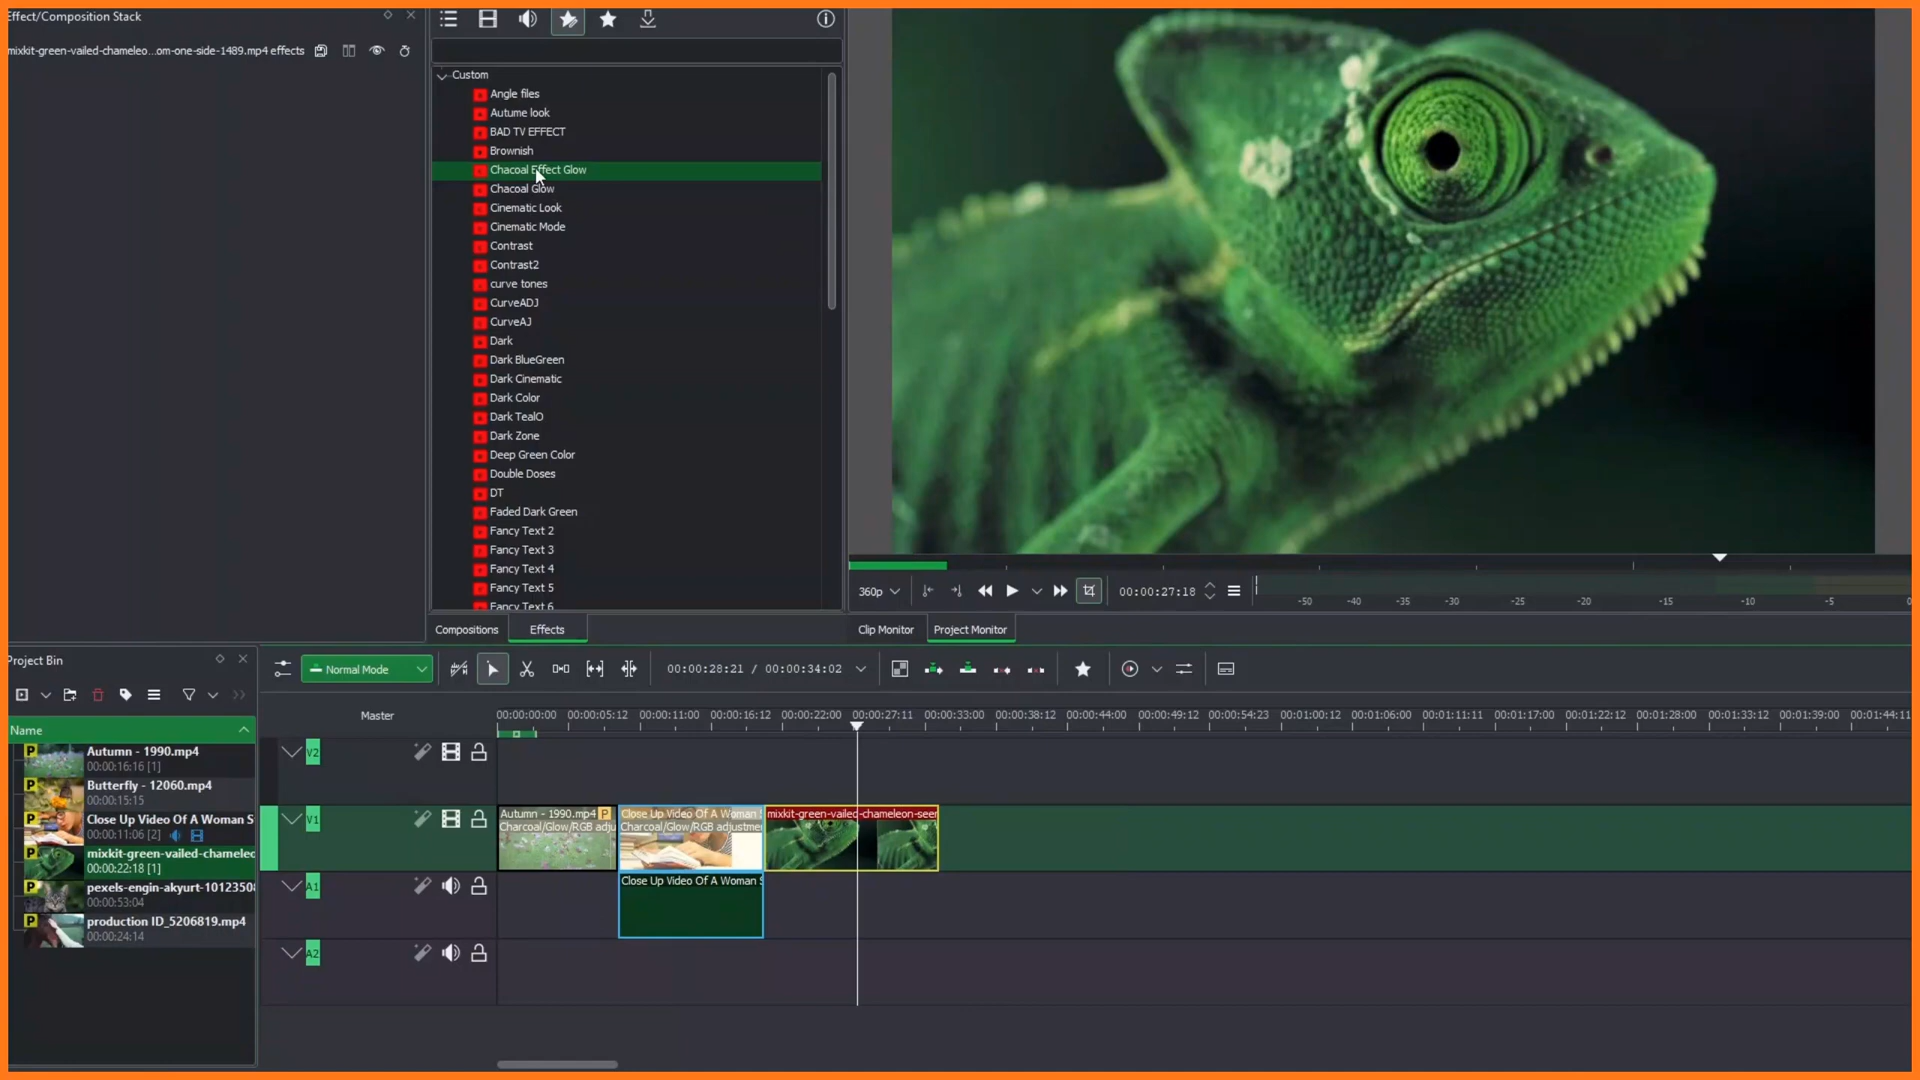 Effect/Composition Stack
mixkit-green-vailed-chameleo...om-one-side-1489.mp4 effects
Custom
Angle files
Autume look
BAD TV EFFECT
Brownish
Chacoal Effect Glow
Chacoal Glow
Cinematic Look
Cinematic Mode
Contrast
Contrast2
curve tones
CurveADJ
CurveAJ
Dark
Dark BlueGreen
Dark Cinematic
Dark Color
Dark TealO
Dark Zone
Deep Green Color
Double Doses
DT
Faded Dark Green
Fancy Text 2
Fancy Text 3
Fancy Text 4
Fancy Text 5
Fancy Text 6
Compositions
Effects
360p
00:00:27:18
-50 -40 -35 -30 -25 -20 -15 -10 -5 0
Clip Monitor
Project Monitor
Project Bin
Name
P
Autumn - 1990.mp4
00:00:16:16 [1]
P
Butterfly - 12060.mp4
00:00:15:15
P
Close Up Video Of A Woman S
00:00:11:06 [2]
P
mixkit-green-vailed-chameleo
00:00:22:18 [1]
P
pexels-engin-akyurt-1012350
00:00:53:04
P
production ID_5206819.mp4
00:00:24:14
Normal Mode
00:00:28:21 / 00:00:34:02
Master
00:00:00:00 00:00:05:12 00:00:11:00 00:00:16:12 00:00:22:00 00:00:27:11 00:00:33:00 00:00:38:12 00:00:44:00 00:00:49:12 00:00:54:23 00:01:00:12 00:01:06:00 00:01:11:11 00:01:17:00 00:01:22:12 00:01:28:00 00:01:33:12 00:01:39:00 00:01:44:11
V2
V1
Autumn - 1990.mp4 P
Charcoal/Glow/RGB adju
Close Up Video Of A Woman S
Charcoal/Glow/RGB adjustmen
mixkit-green-vailed-chameleon-seen
A1
Close Up Video Of A Woman S
A2